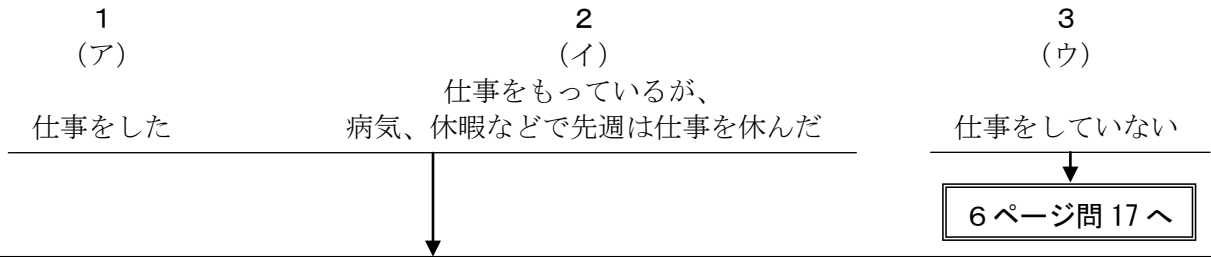 1 2 3
(ア) (イ) (ウ)
仕事をもっているが、
仕事をした 病気、休暇などで先週は仕事を休んだ 仕事をしていない
6ページ問17へ